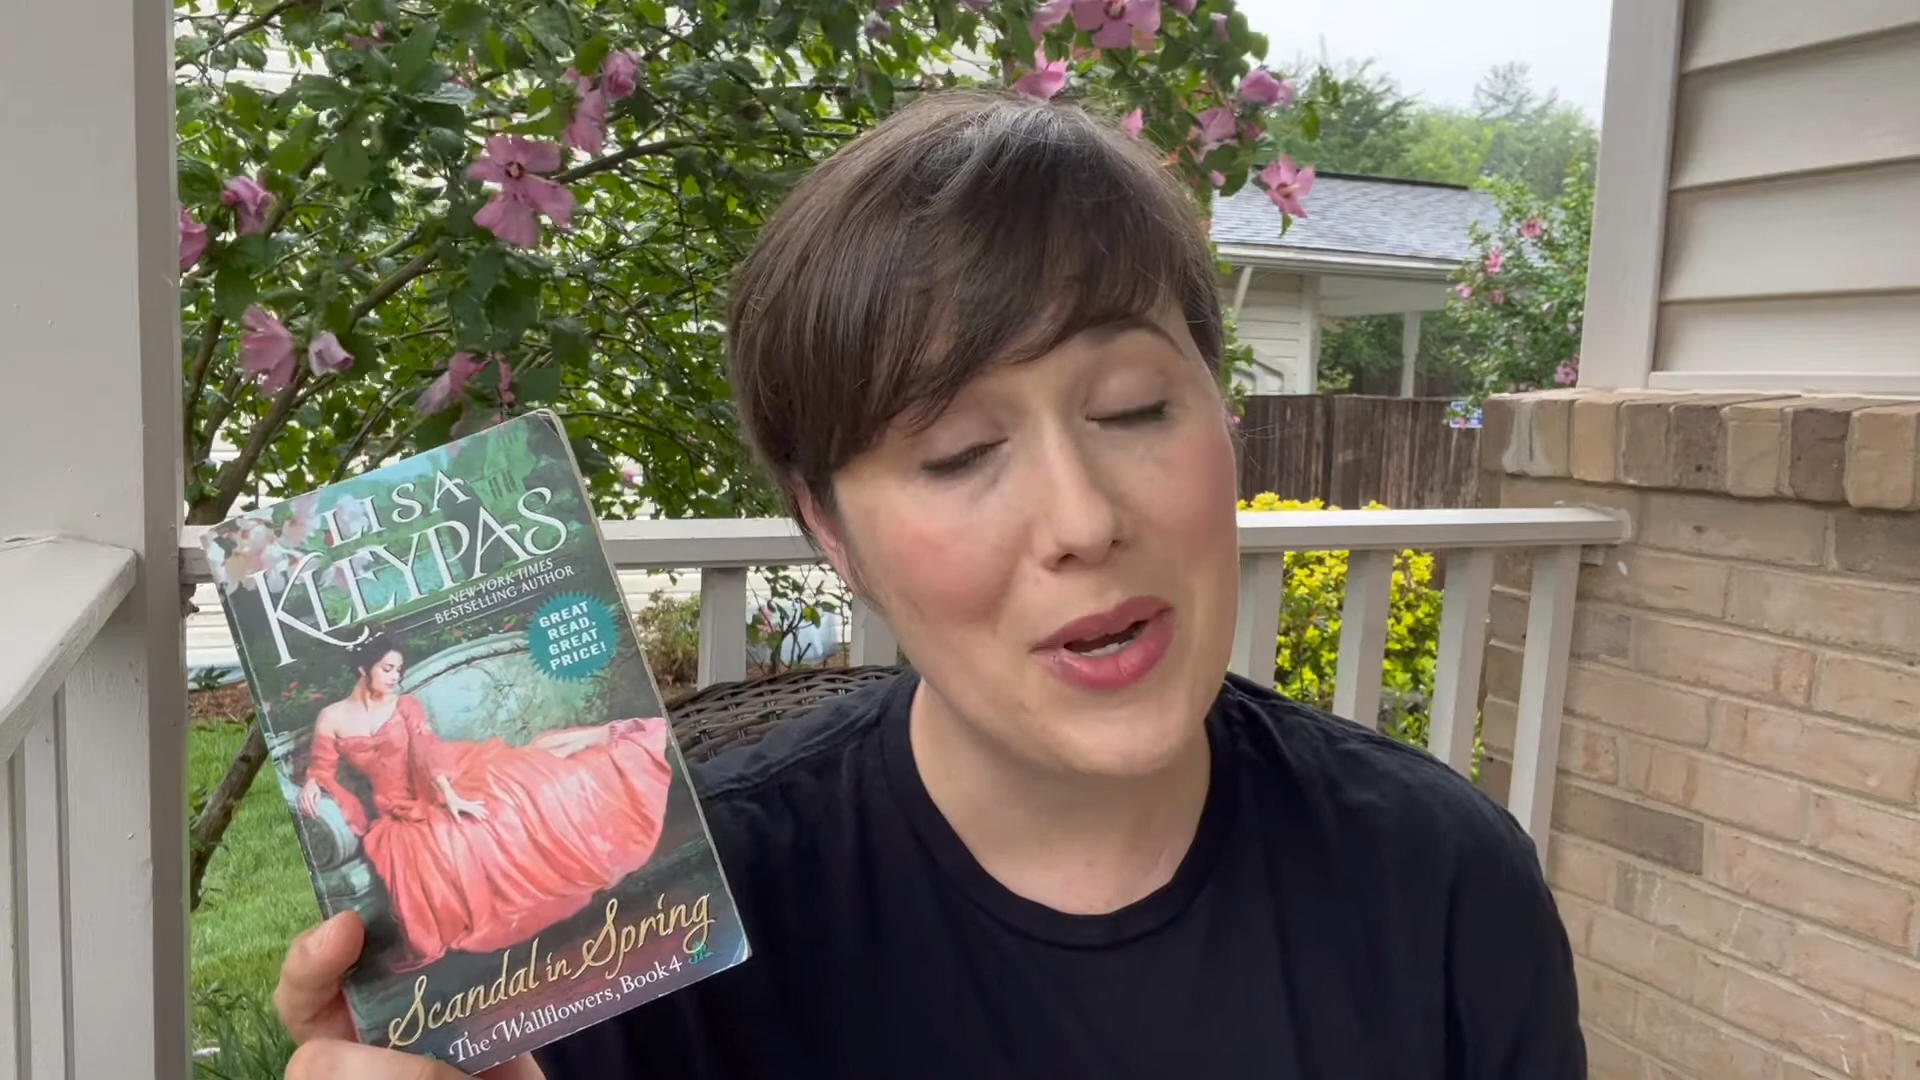 LISA
KLEYPAS
NEW YORK TIMES
BESTSELLING AUTHOR
GREAT
READ,
GREAT
PRICE!
Scandal in Spring
The Wallflowers, Book 4